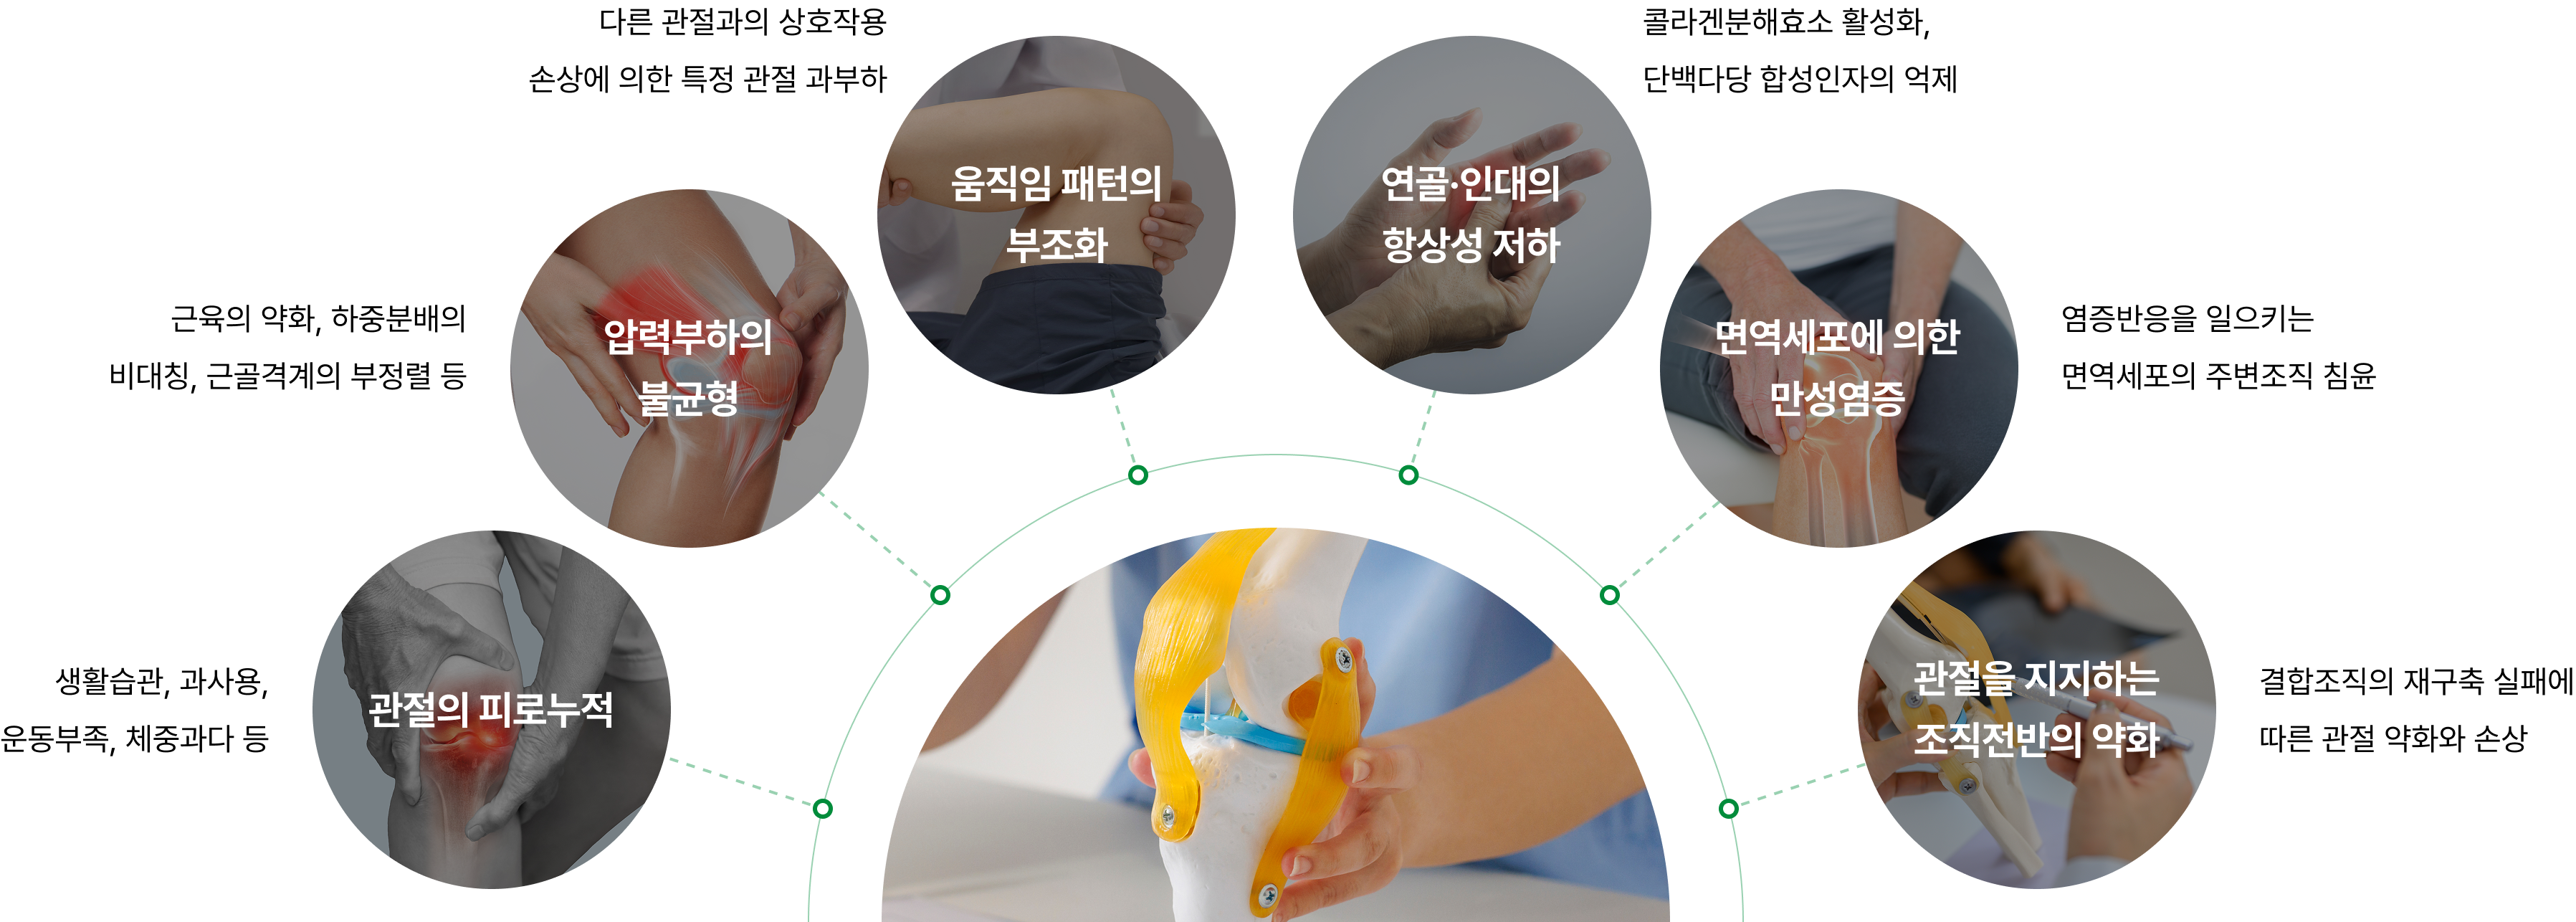 생활습관, 과사용,
운동부족, 체중과다 등
관절의 피로누적
근육의 약화, 하중분배의
비대칭, 근골격계의 부정렬 등
압력부하의
불균형
다른 관절과의 상호작용
손상에 의한 특정 관절 과부하
움직임 패턴의
부조화
연골·인대의
항상성 저하
콜라겐분해효소 활성화,
단백다당 합성인자의 억제
면역세포에 의한
만성염증
염증반응을 일으키는
면역세포의 주변조직 침윤
관절을 지지하는
조직전반의 약화
결합조직의 재구축 실패에
따른 관절 약화와 손상